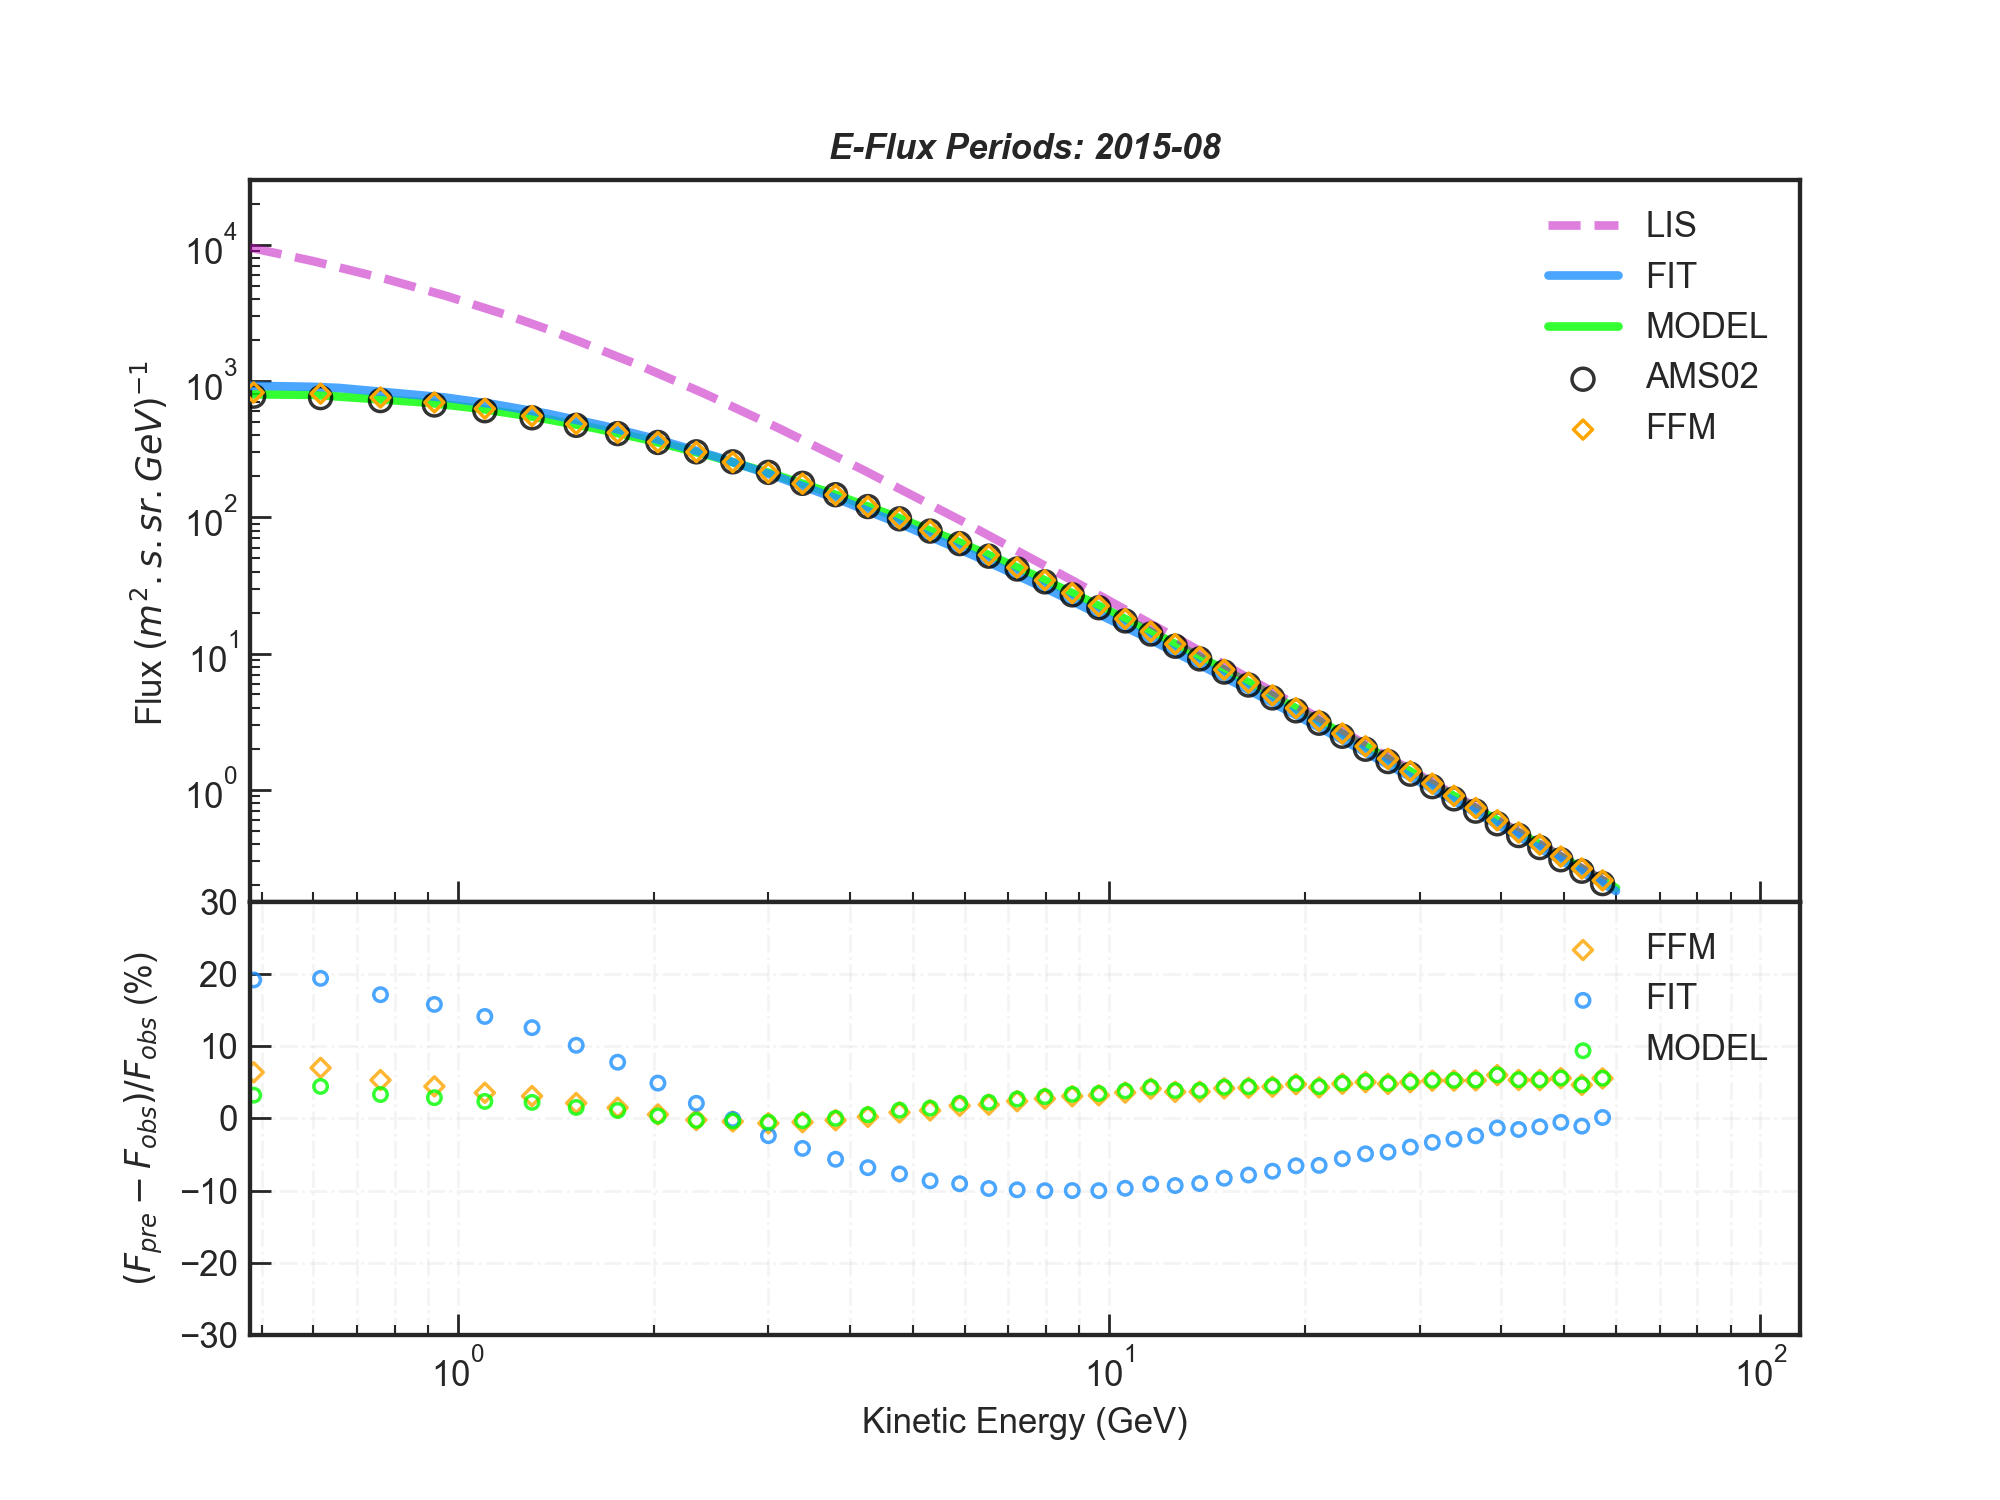 E-Flux Periods: 2015-08
LIS
FIT
MODEL
AMS02
FFM
10^4
10^3
10^2
10^1
10^0
Flux (m^2. s. sr. GeV)^−1
30
20
10
0
−10
−20
−30
(F_pre − F_obs)/F_obs (%)
FFM
FIT
MODEL
10^0
10^1
10^2
Kinetic Energy (GeV)